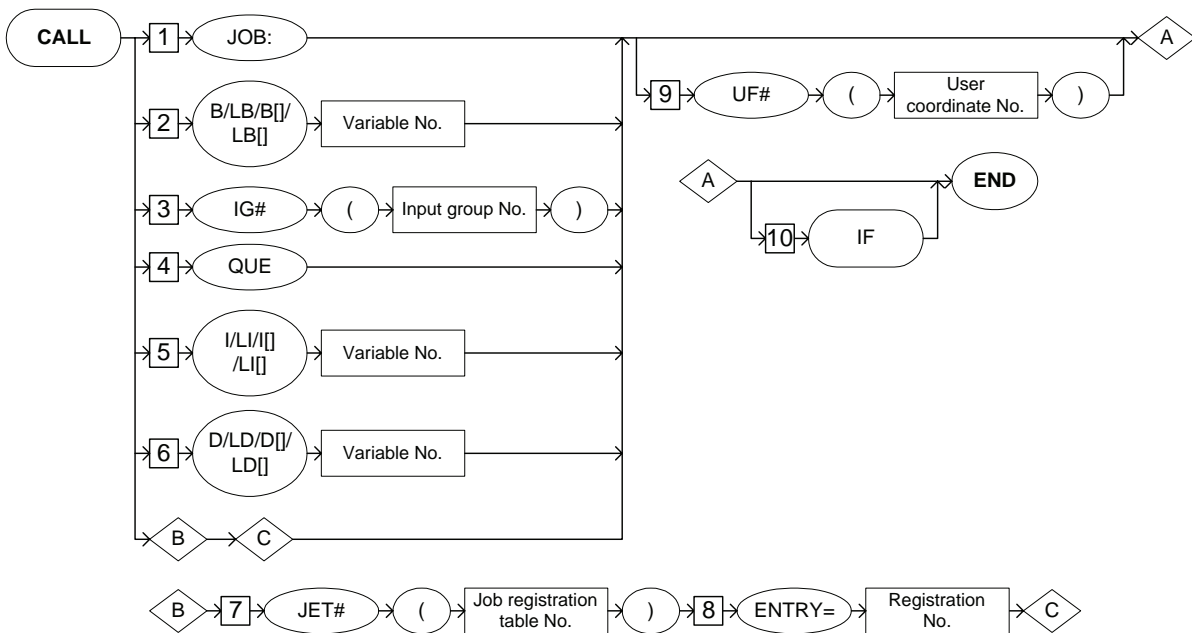 CALL
1 JOB: A
9 UF# ( User
coordinate No. )
2 B/LB/B[]/
LB[] Variable No.
A END
10 IF
3 IG# ( Input group No. )
4 QUE
5 I/LI/I[]
/LI[] Variable No.
6 D/LD/D[]/
LD[] Variable No.
B C
B 7 JET# ( Job registration
table No. ) 8 ENTRY= Registration
No. C